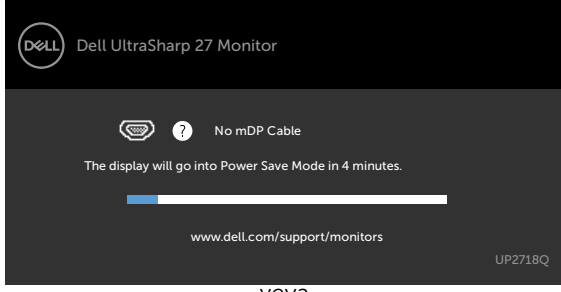 DELL
Dell UltraSharp 27 Monitor
? No mDP Cable
The display will go into Power Save Mode in 4 minutes.
www.dell.com/support/monitors
UP2718Q